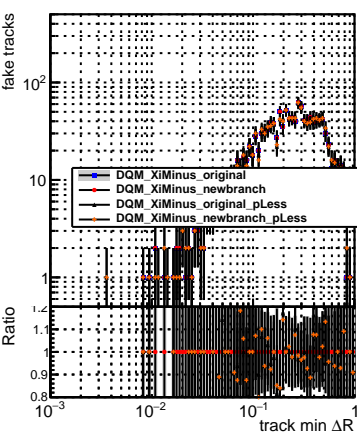 fake tracks
10²
10
1
DQM_XiMinus_original
DQM_XiMinus_newbranch
DQM_XiMinus_original_pLess
DQM_XiMinus_newbranch_pLess
Ratio
1.2
1.1
1
0.9
0.8
10⁻³ 10⁻² 10⁻¹ 1
track min ΔR